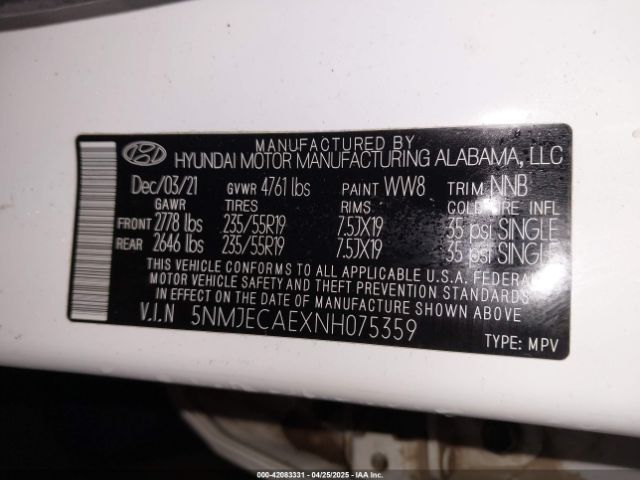 MANUFACTURED BY
HYUNDAI MOTOR MANUFACTURING ALABAMA, LLC
Dec/03/21 GVWR 4761 lbs PAINT WW8 TRIM NNB
GAWR TIRES RIMS COLD TIRE INFL
FRONT 2778 lbs 235/55R19 7.5JX19 35 psi SINGLE
REAR 2646 lbs 235/55R19 7.5JX19 35 psi SINGLE
THIS VEHICLE CONFORMS TO ALL APPLICABLE U.S.A. FEDERAL
MOTOR VEHICLE SAFETY AND THEFT PREVENTION STANDARDS
IN EFFECT ON THE DATE OF MANUFACTURE SHOWN ABOVE.
V.I.N 5NMJECAEXNH075359
TYPE: MPV
000-42083331 - 04/25/2025 - IAA Inc.